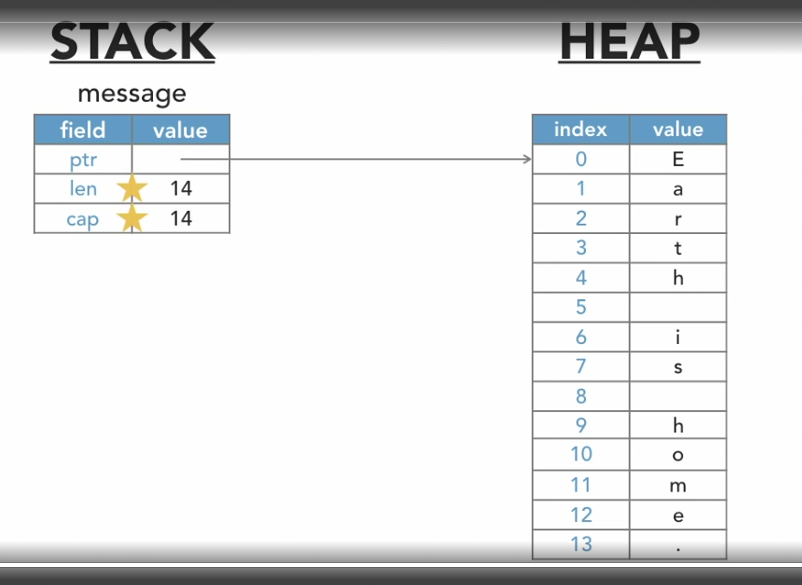 STACK
HEAP
message
field value
ptr
len 14
cap 14
index value
0 E
1 a
2 r
3 t
4 h
5
6 i
7 s
8
9 h
10 o
11 m
12 e
13 .